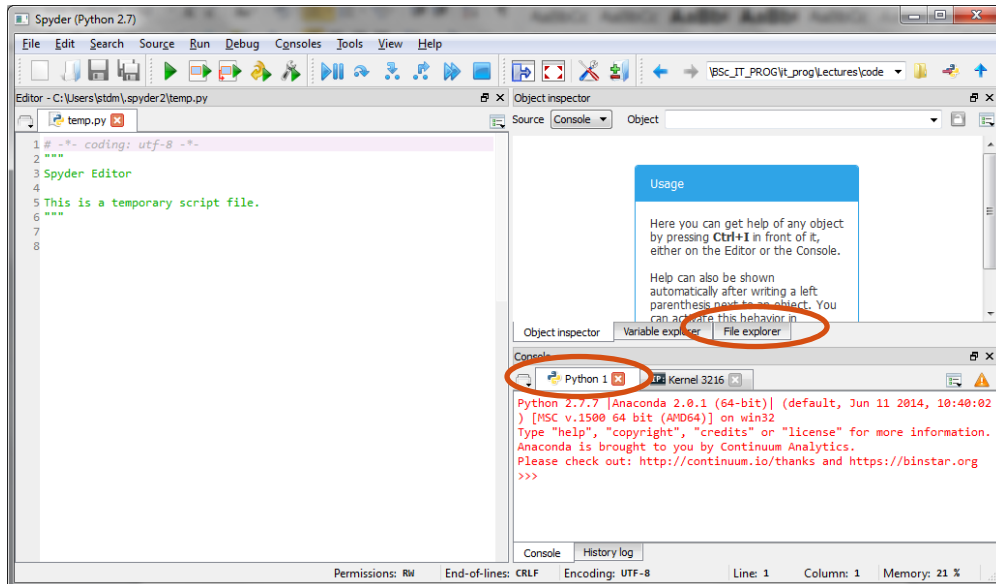 Spyder (Python 2.7)
File Edit Search Source Run Debug Consoles Tools View Help
\BSc_IT_PROG\it_prog\Lectures\code
Editor - C:\Users\stdm\.spyder2\temp.py
temp.py
1 # -*- coding: utf-8 -*-
2 """
3 Spyder Editor
4
5 This is a temporary script file.
6 """
7
8
Object inspector
Source Console Object
Usage
Here you can get help of any object
by pressing Ctrl+I in front of it,
either on the Editor or the Console.
Help can also be shown
automatically after writing a left
parenthesis next to an object. You
can activate this behavior in
Object inspector Variable explorer File explorer
Console
Python 1 Kernel 3216
Python 2.7.7 |Anaconda 2.0.1 (64-bit)| (default, Jun 11 2014, 10:40:02
) [MSC v.1500 64 bit (AMD64)] on win32
Type "help", "copyright", "credits" or "license" for more information.
Anaconda is brought to you by Continuum Analytics.
Please check out: http://continuum.io/thanks and https://binstar.org
>>>
Console History log
Permissions: RW End-of-lines: CRLF Encoding: UTF-8 Line: 1 Column: 1 Memory: 21 %